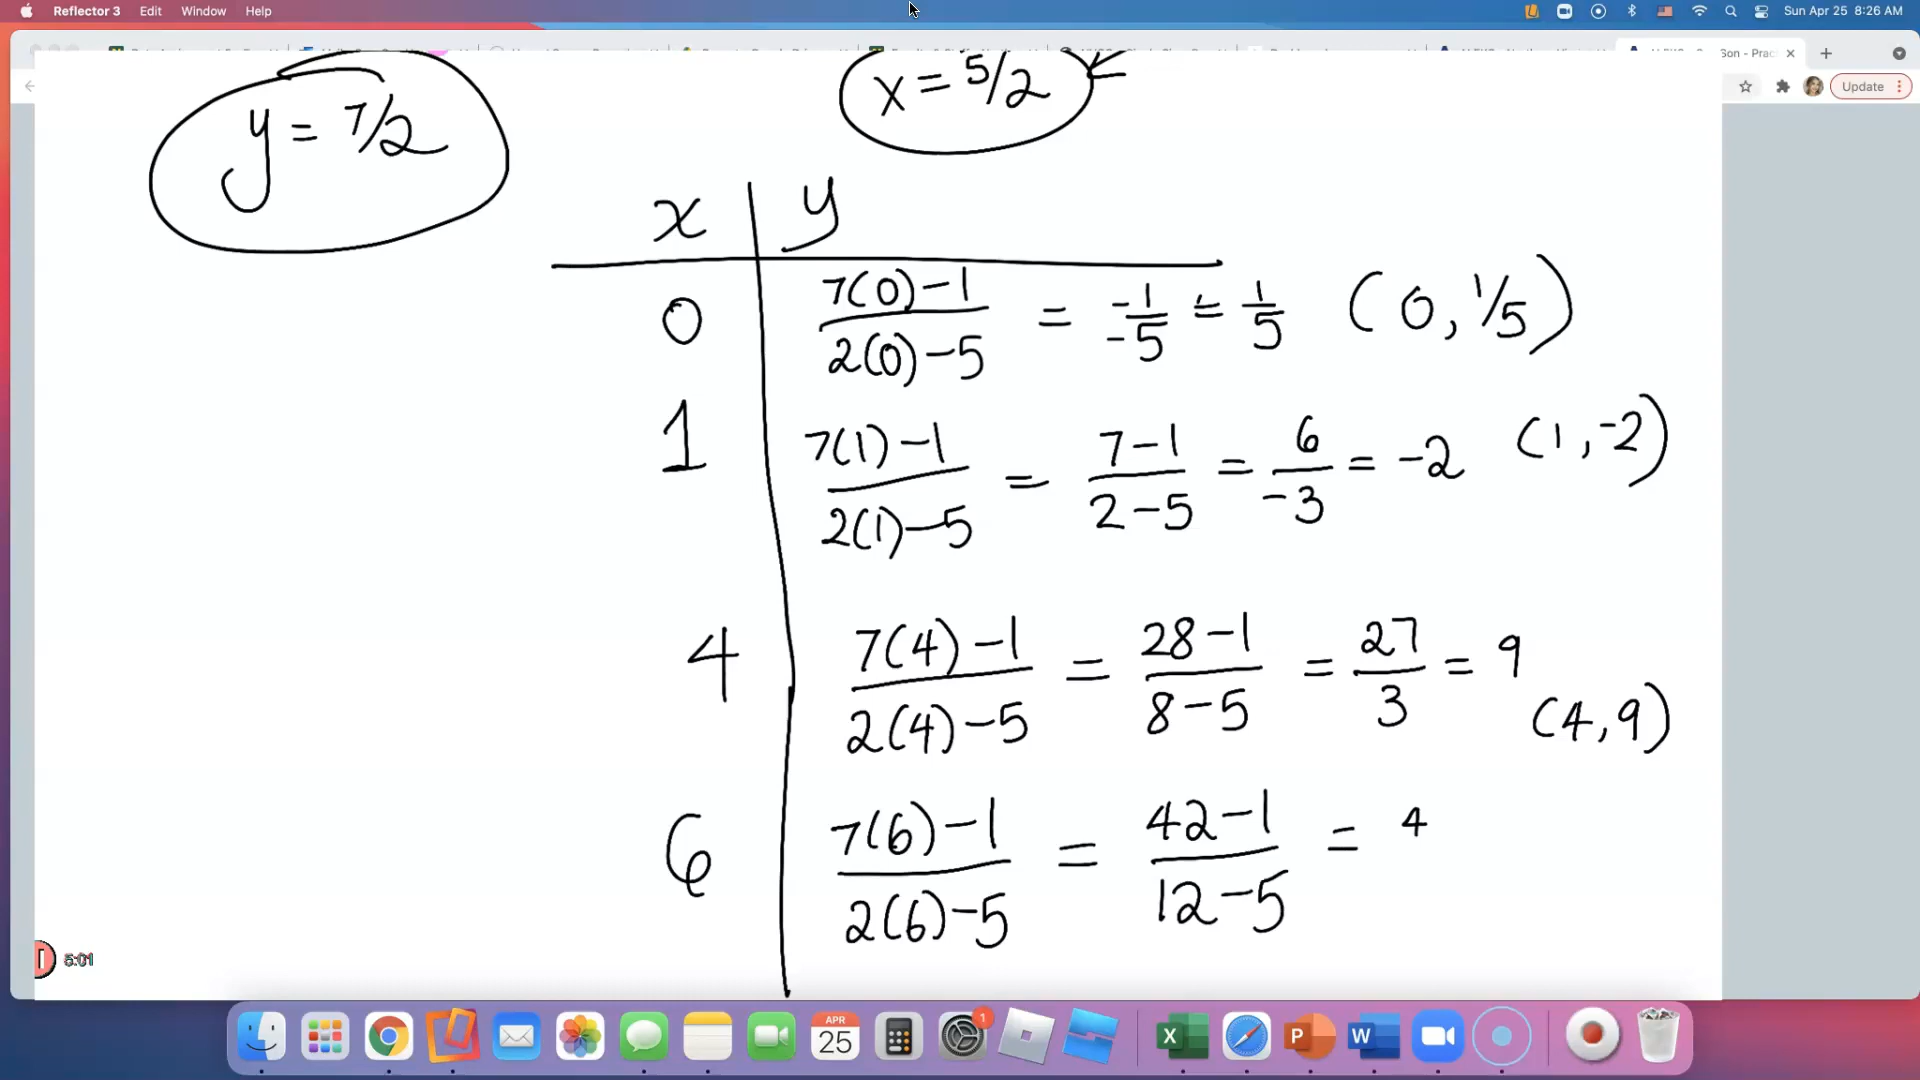 Reflector 3 Edit Window Help Sun Apr 25 8:26 AM
Update
y = 7/2
x = 5/2
x y
0 7(0)-1 / 2(0)-5 = -1/-5 = 1/5 (0, 1/5)
1 7(1)-1 / 2(1)-5 = 7-1 / 2-5 = 6/-3 = -2 (1, -2)
4 7(4)-1 / 2(4)-5 = 28-1 / 8-5 = 27/3 = 9
(4, 9)
6 7(6)-1 / 2(6)-5 = 42-1 / 12-5 = 4
5:01
APR
25
1
X
P
W